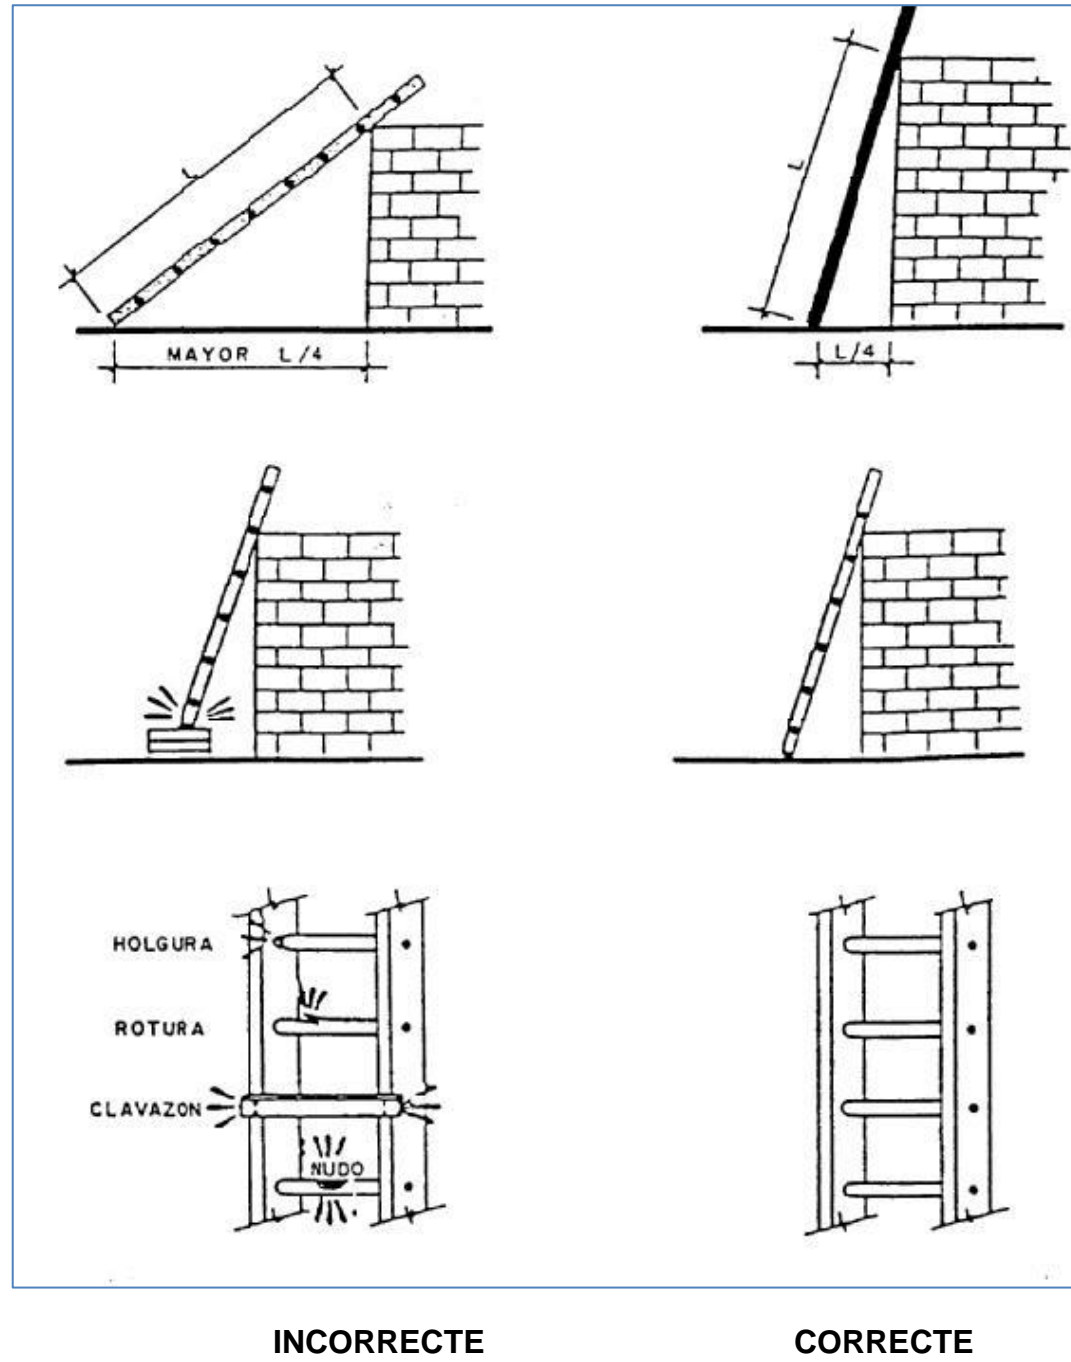 L
L
MAYOR L/4
L/4
HOLGURA
ROTURA
CLAVAZON
NUDO
INCORRECTE CORRECTE